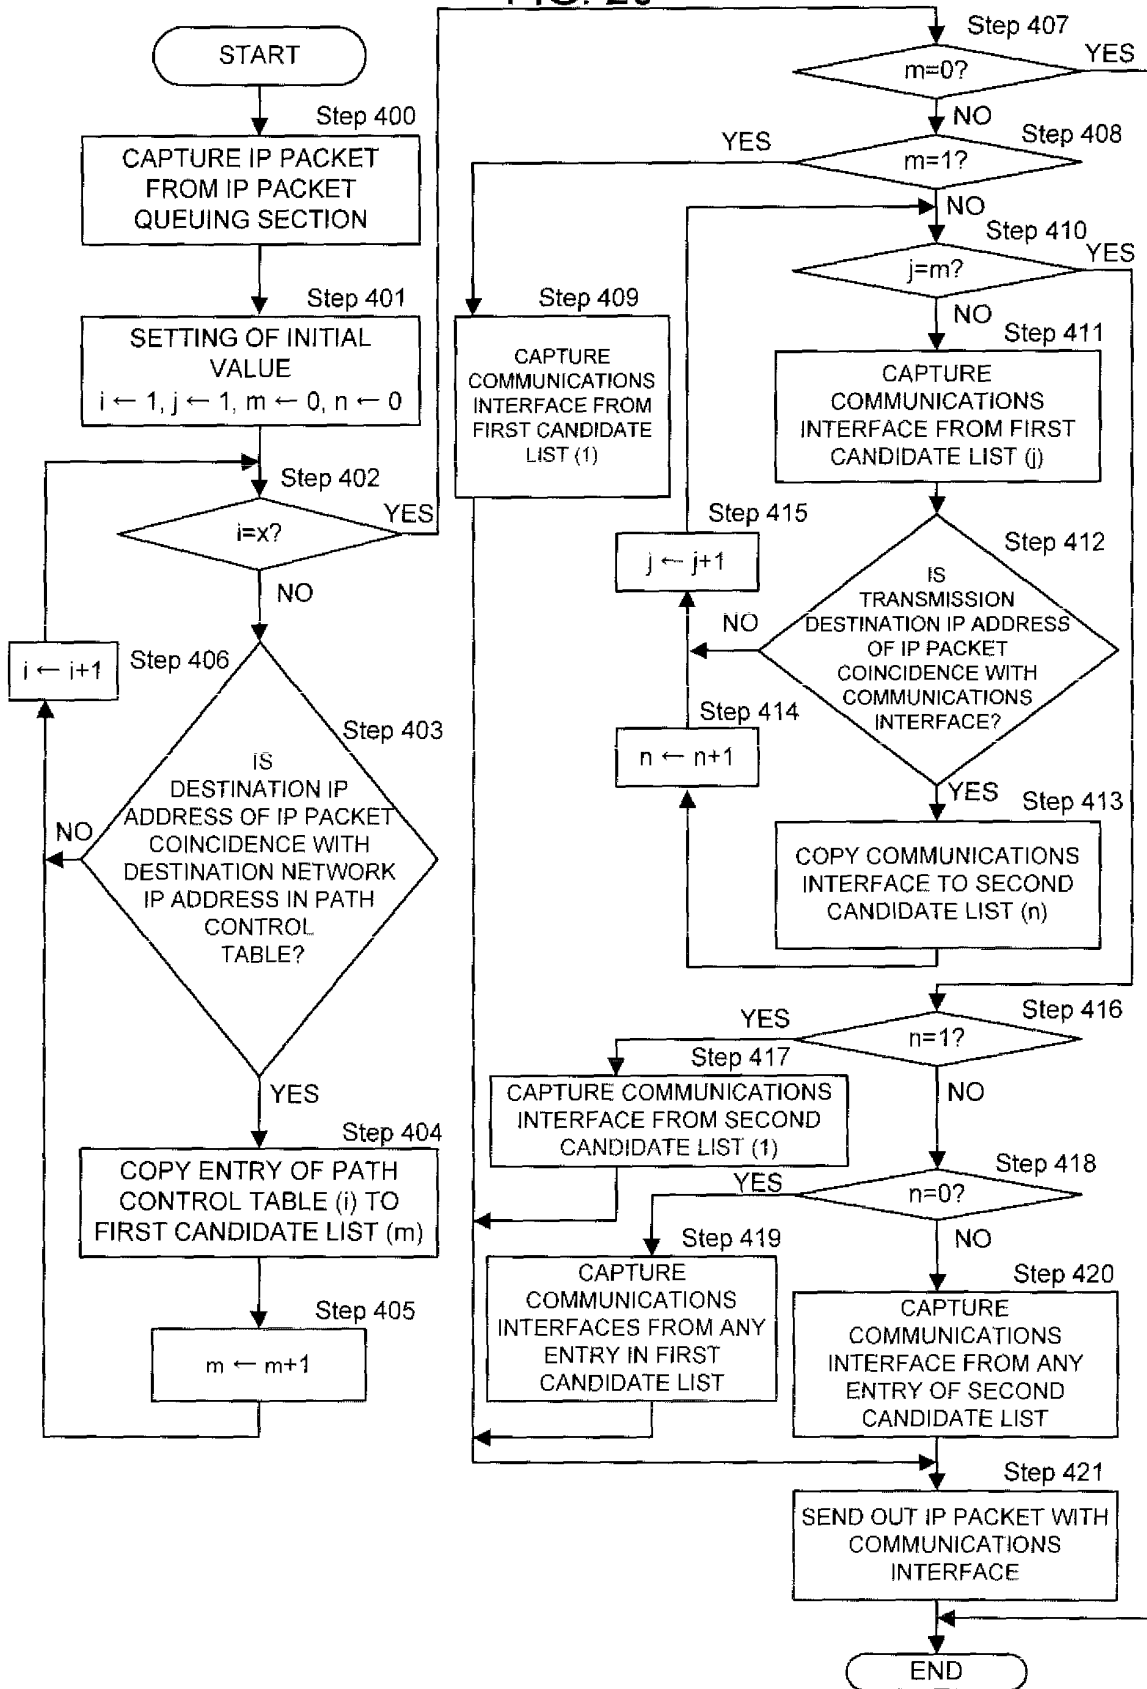 START
Step 400
CAPTURE IP PACKET
FROM IP PACKET
QUEUING SECTION
Step 401
SETTING OF INITIAL
VALUE
i ← 1, j ← 1, m ← 0, n ← 0
Step 402
i=x?
YES
NO
i ← i+1
Step 406
Step 403
IS
DESTINATION IP
ADDRESS OF IP PACKET
COINCIDENCE WITH
DESTINATION NETWORK
IP ADDRESS IN PATH
CONTROL
TABLE?
NO
YES
Step 404
COPY ENTRY OF PATH
CONTROL TABLE (i) TO
FIRST CANDIDATE LIST (m)
Step 405
m ← m+1
Step 407
m=0?
YES
NO
Step 408
m=1?
YES
NO
Step 409
CAPTURE
COMMUNICATIONS
INTERFACE FROM
FIRST CANDIDATE
LIST (1)
Step 410
j=m?
YES
NO
Step 411
CAPTURE
COMMUNICATIONS
INTERFACE FROM FIRST
CANDIDATE LIST (j)
Step 412
IS
TRANSMISSION
DESTINATION IP ADDRESS
OF IP PACKET
COINCIDENCE WITH
COMMUNICATIONS
INTERFACE?
NO
YES
Step 415
j ← j+1
Step 414
n ← n+1
Step 413
COPY COMMUNICATIONS
INTERFACE TO SECOND
CANDIDATE LIST (n)
Step 416
n=1?
YES
NO
Step 417
CAPTURE COMMUNICATIONS
INTERFACE FROM SECOND
CANDIDATE LIST (1)
Step 418
n=0?
YES
NO
Step 419
CAPTURE
COMMUNICATIONS
INTERFACES FROM ANY
ENTRY IN FIRST
CANDIDATE LIST
Step 420
CAPTURE
COMMUNICATIONS
INTERFACE FROM ANY
ENTRY OF SECOND
CANDIDATE LIST
Step 421
SEND OUT IP PACKET WITH
COMMUNICATIONS
INTERFACE
END